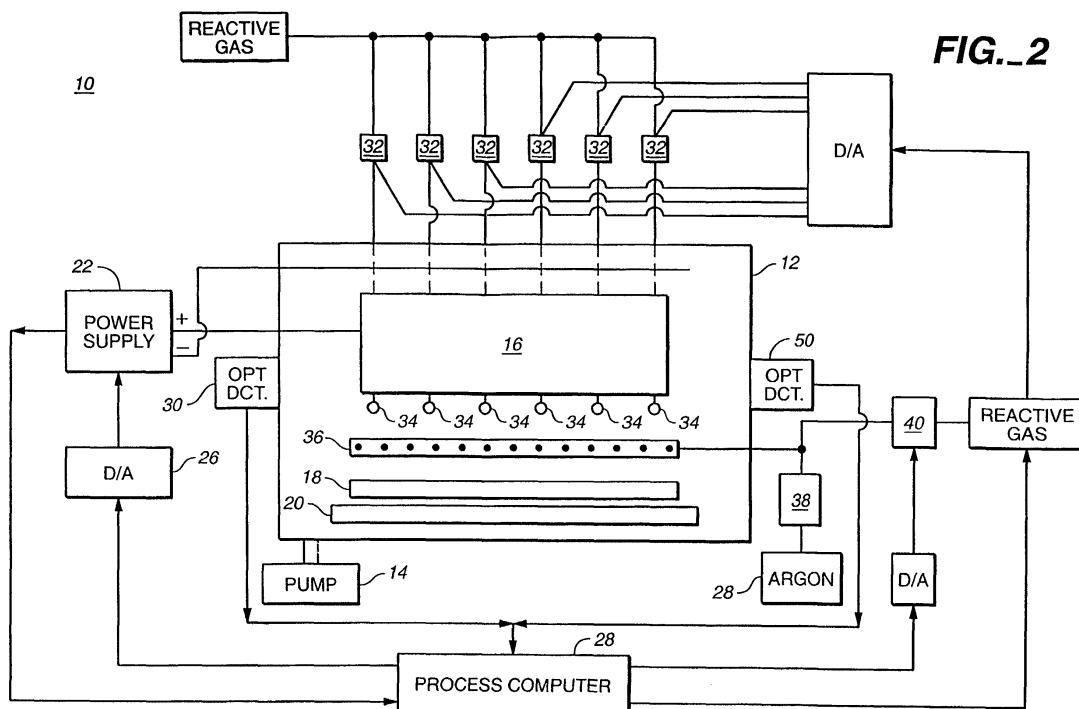 REACTIVE
GAS
FIG._2
10
32 32 32 32 32 32
D/A
12
22
POWER
SUPPLY
+
–
16
50
OPT
DCT.
30
OPT
DCT.
34 34 34 34 34 34
40
REACTIVE
GAS
36
D/A
26
18
38
20
PUMP
14
28
ARGON
D/A
28
PROCESS COMPUTER